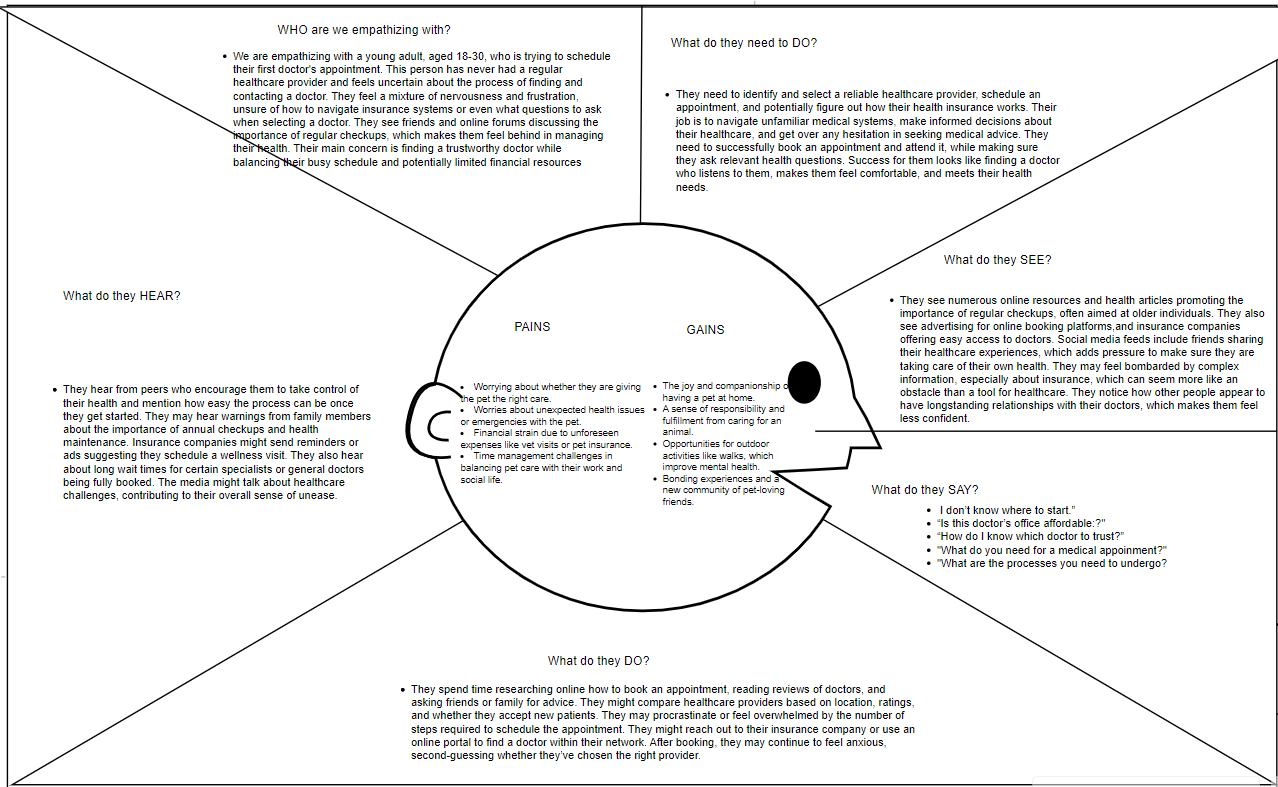 WHO are we empathizing with?
• We are empathizing with a young adult, aged 18-30, who is trying to schedule
their first doctor's appointment. This person has never had a regular
healthcare provider and feels uncertain about the process of finding and
contacting a doctor. They feel a mixture of nervousness and frustration,
unsure of how to navigate insurance systems or even what questions to ask
when selecting a doctor. They see friends and online forums discussing the
importance of regular checkups, which makes them feel behind in managing
their health. Their main concern is finding a trustworthy doctor while
balancing their busy schedule and potentially limited financial resources
What do they need to DO?
• They need to identify and select a reliable healthcare provider, schedule an
appointment, and potentially figure out how their health insurance works. Their
job is to navigate unfamiliar medical systems, make informed decisions about
their healthcare, and get over any hesitation in seeking medical advice. They
need to successfully book an appointment and attend it, while making sure
they ask relevant health questions. Success for them looks like finding a doctor
who listens to them, makes them feel comfortable, and meets their health
needs.
What do they SEE?
• They see numerous online resources and health articles promoting the
importance of regular checkups, often aimed at older individuals. They also
see advertising for online booking platforms,and insurance companies
offering easy access to doctors. Social media feeds include friends sharing
their healthcare experiences, which adds pressure to make sure they are
taking care of their own health. They may feel bombarded by complex
information, especially about insurance, which can seem more like an
obstacle than a tool for healthcare. They notice how other people appear to
have longstanding relationships with their doctors, which makes them feel
less confident.
What do they SAY?
• I don't know where to start."
• "Is this doctor's office affordable:?"
• "How do I know which doctor to trust?"
• "What do you need for a medical appoinment?"
• "What are the processes you need to undergo?
What do they DO?
• They spend time researching online how to book an appointment, reading reviews of doctors, and
asking friends or family for advice. They might compare healthcare providers based on location, ratings,
and whether they accept new patients. They may procrastinate or feel overwhelmed by the number of
steps required to schedule the appointment. They might reach out to their insurance company or use an
online portal to find a doctor within their network. After booking, they may continue to feel anxious,
second-guessing whether they've chosen the right provider.
What do they HEAR?
• They hear from peers who encourage them to take control of
their health and mention how easy the process can be once
they get started. They may hear warnings from family members
about the importance of annual checkups and health
maintenance. Insurance companies might send reminders or
ads suggesting they schedule a wellness visit. They also hear
about long wait times for certain specialists or general doctors
being fully booked. The media might talk about healthcare
challenges, contributing to their overall sense of unease.
PAINS
• Worrying about whether they are giving
the pet the right care.
• Worries about unexpected health issues
or emergencies with the pet.
• Financial strain due to unforeseen
expenses like vet visits or pet insurance.
• Time management challenges in
balancing pet care with their work and
social life.
GAINS
• The joy and companionship
having a pet at home.
• A sense of responsibility and
fulfillment from caring for an
animal.
• Opportunities for outdoor
activities like walks, which
improve mental health.
• Bonding experiences and a
new community of pet-loving
friends.